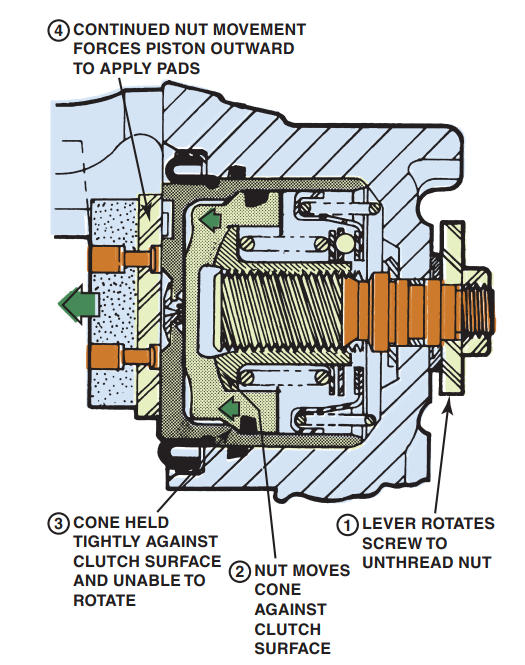 4 CONTINUED NUT MOVEMENT
FORCES PISTON OUTWARD
TO APPLY PADS
3 CONE HELD
TIGHTLY AGAINST
CLUTCH SURFACE
AND UNABLE TO
ROTATE
2 NUT MOVES
CONE
AGAINST
CLUTCH
SURFACE
1 LEVER ROTATES
SCREW TO
UNTHREAD NUT